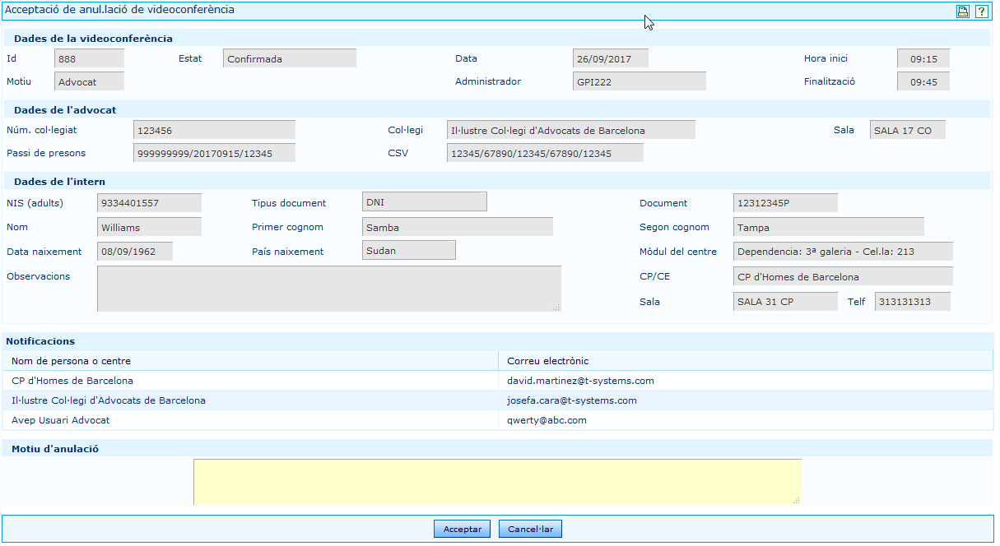 Acceptació de anul.lació de videoconferència ?
Dades de la videoconferència
Id 888 Estat Confirmada Data 26/09/2017 Hora inici 09:15
Motiu Advocat Administrador GPI222 Finalització 09:45
Dades de l'advocat
Núm. col·legiat 123456 Col·legi Il·lustre Col·legi d'Advocats de Barcelona Sala SALA 17 CO
Passi de presons 999999999/20170915/12345 CSV 12345/67890/12345/67890/12345
Dades de l'intern
NIS (adults) 9334401557 Tipus document DNI Document 12312345P
Nom Williams Primer cognom Samba Segon cognom Tampa
Data naixement 08/09/1962 País naixement Sudan Mòdul del centre Dependencia: 3ª galeria - Cel.la: 213
Observacions CP/CE CP d'Homes de Barcelona
Sala SALA 31 CP Telf 313131313
Notificacions
Nom de persona o centre Correu electrònic
CP d'Homes de Barcelona david.martinez@t-systems.com
Il·lustre Col·legi d'Advocats de Barcelona josefa.cara@t-systems.com
Avep Usuari Advocat qwerty@abc.com
Motiu d'anulació
Acceptar Cancel·lar